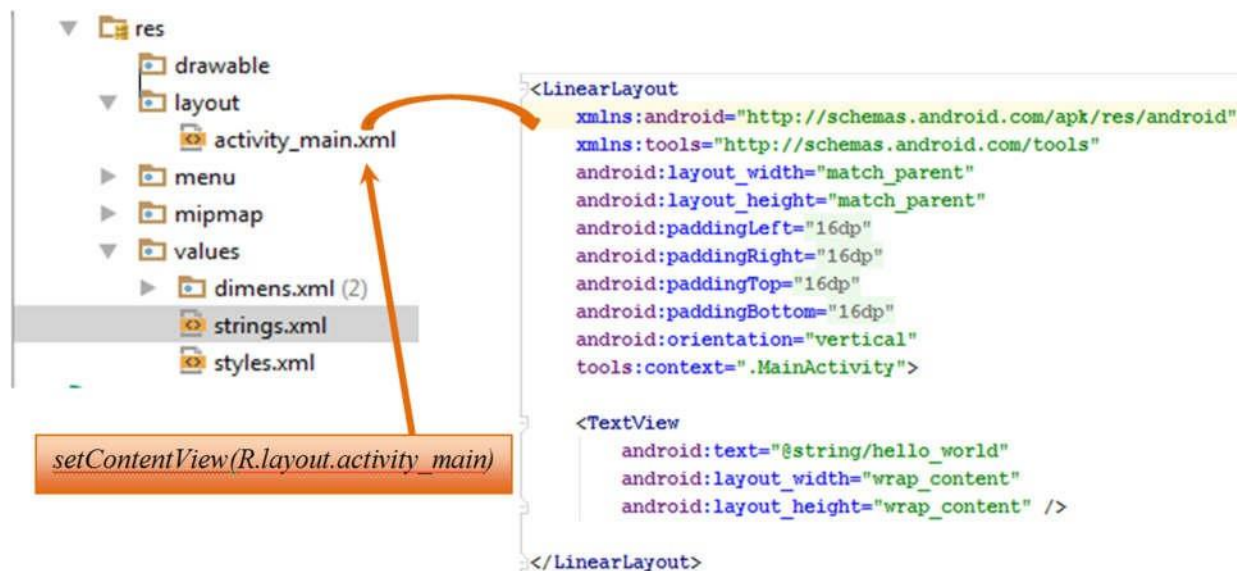 res
drawable
layout
activity_main.xml
menu
mipmap
values
dimens.xml (2)
strings.xml
styles.xml
setContentView(R.layout.activity_main)
<LinearLayout
xmlns:android="http://schemas.android.com/apk/res/android"
xmlns:tools="http://schemas.android.com/tools"
android:layout_width="match_parent"
android:layout_height="match_parent"
android:paddingLeft="16dp"
android:paddingRight="16dp"
android:paddingTop="16dp"
android:paddingBottom="16dp"
android:orientation="vertical"
tools:context=".MainActivity">
<TextView
android:text="@string/hello_world"
android:layout_width="wrap_content"
android:layout_height="wrap_content" />
</LinearLayout>